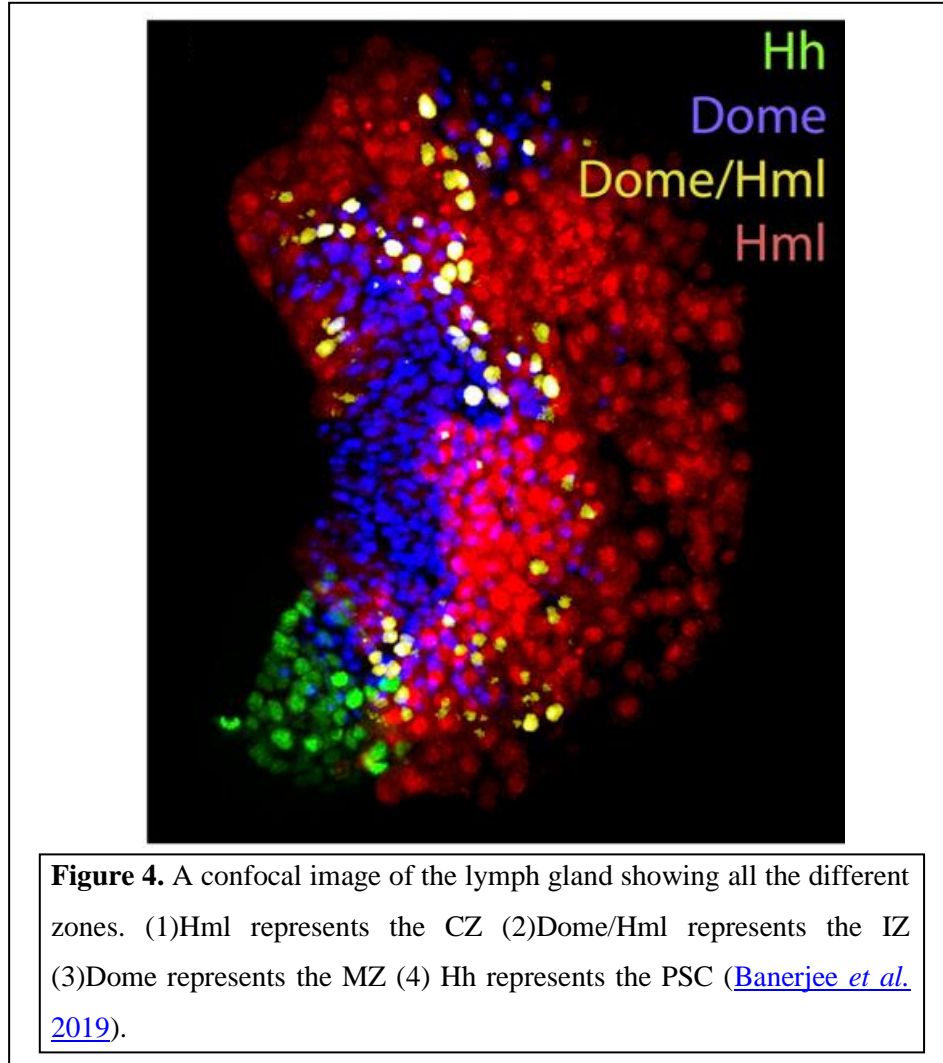 Hh
Dome
Dome/Hml
Hml
Figure 4. A confocal image of the lymph gland showing all the different
zones. (1)Hml represents the CZ (2)Dome/Hml represents the IZ
(3)Dome represents the MZ (4) Hh represents the PSC (Banerjee et al.
2019).